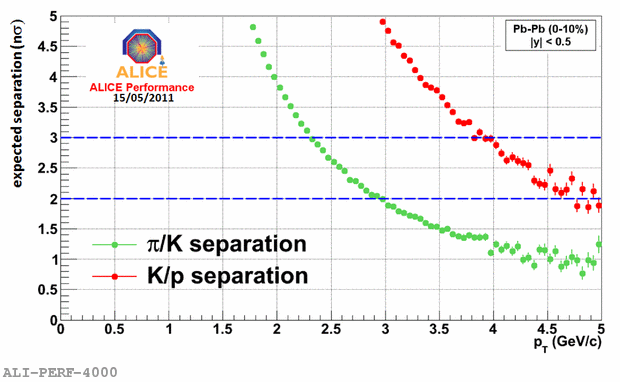 5
4.5
4
3.5
3
2.5
2
1.5
1
0.5
0
expected separation (nσ)
ALICE
ALICE Performance
15/05/2011
Pb-Pb (0-10%)
|y| < 0.5
π/K separation
K/p separation
0 0.5 1 1.5 2 2.5 3 3.5 4 4.5 5
pT (GeV/c)
ALI-PERF-4000